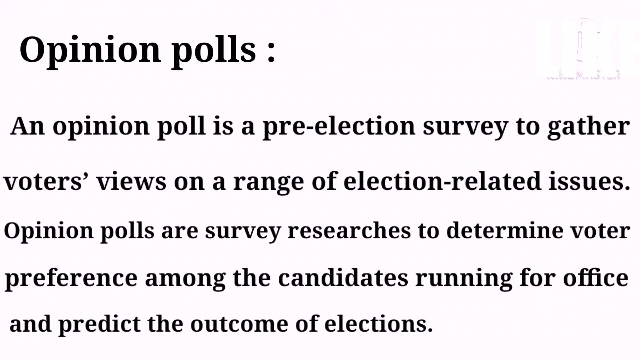 Opinion polls :
An opinion poll is a pre-election survey to gather
voters’ views on a range of election-related issues.
Opinion polls are survey researches to determine voter
preference among the candidates running for office
and predict the outcome of elections.